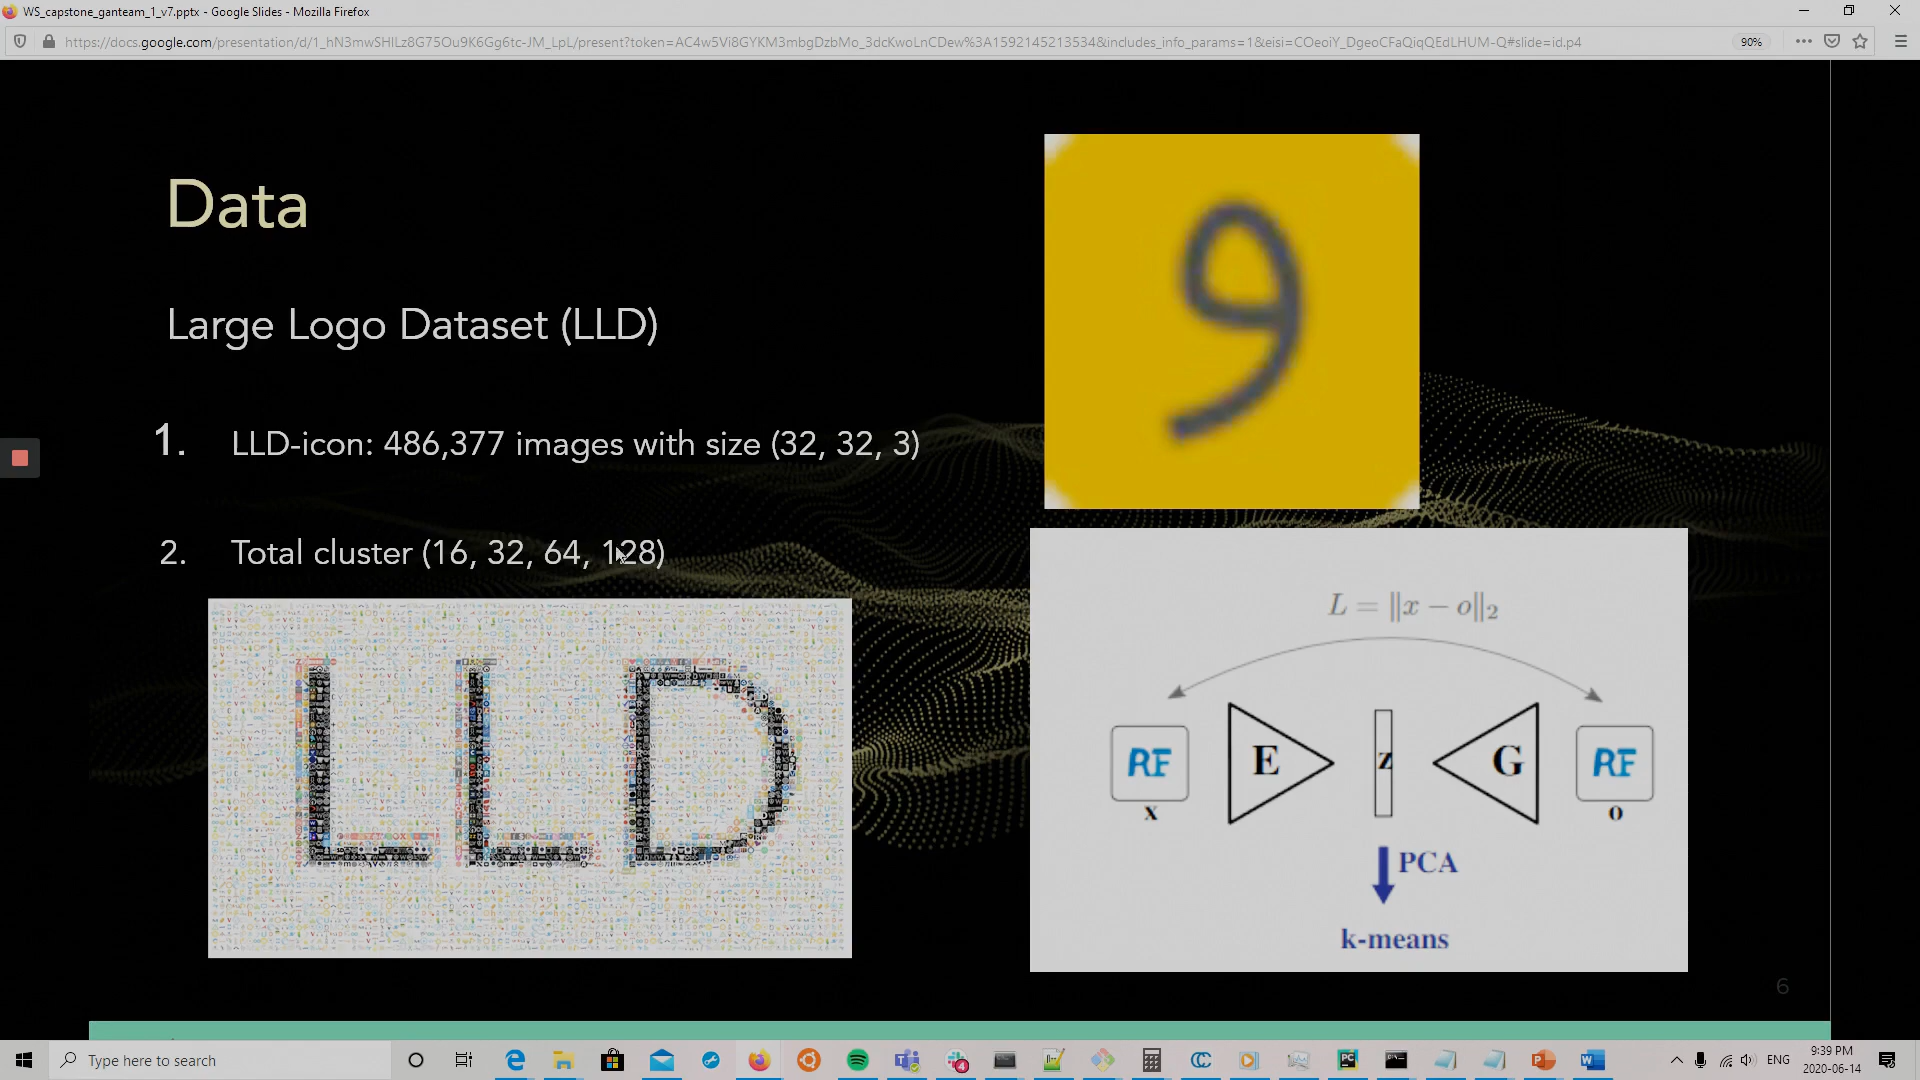 WS_capstone_ganteam_1_v7.pptx - Google Slides - Mozilla Firefox
https://docs.google.com/presentation/d/1_hN3mwSHlLz8G75Ou9K6Gg6tc-JM_LpL/present?token=AC4w5Vi8GYKM3mbgDzbMo_3dcKwoLnCDew%3A1592145213534&includes_info_params=1&eisi=COeoiY_DgeoCFaQiqQEdLHUM-Q#slide=id.p4
90%
Data
Large Logo Dataset (LLD)
1. LLD-icon: 486,377 images with size (32, 32, 3)
2. Total cluster (16, 32, 64, 128)
LLD
9
L = ||x − o||₂
RF
E
z
G
RF
x
o
PCA
k-means
6
Type here to search
4
ENG
9:39 PM
2020-06-14